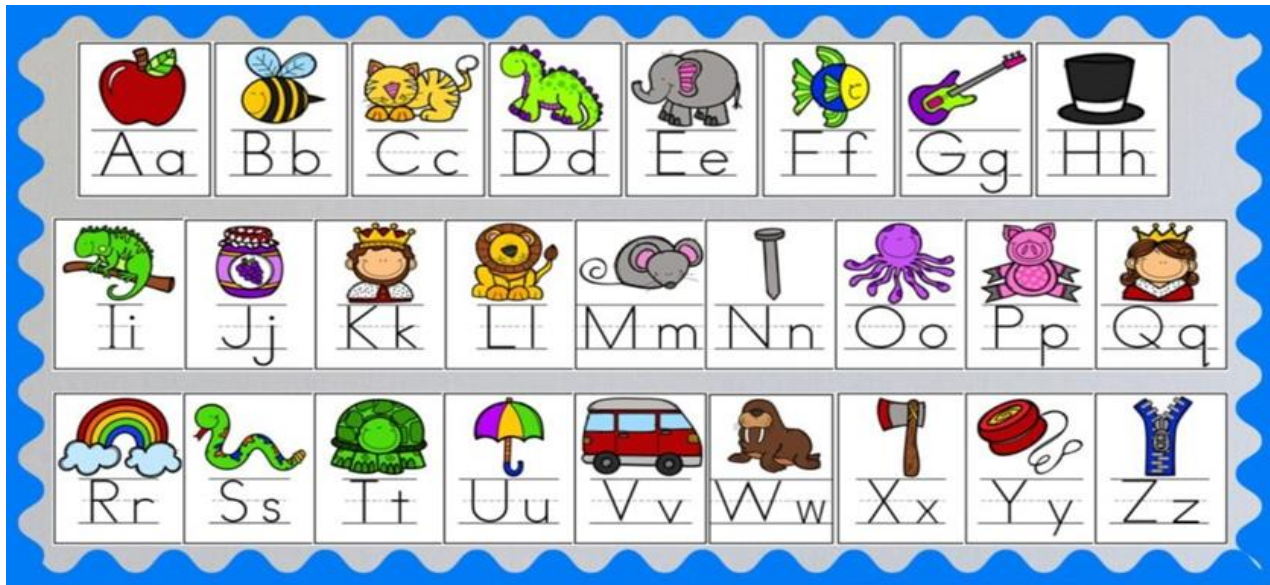 Aa Bb Cc Dd Ee Ff Gg Hh
Ii Jj Kk Ll Mm Nn Oo Pp Qq
Rr Ss Tt Uu Vv Ww Xx Yy Zz